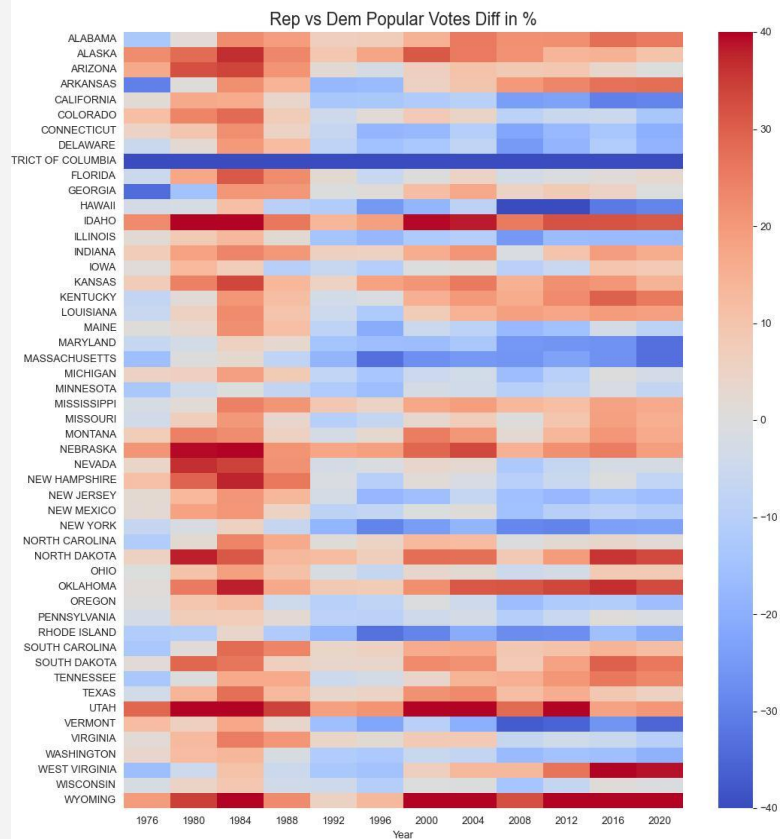 Rep vs Dem Popular Votes Diff in %
ALABAMA
ALASKA
ARIZONA
ARKANSAS
CALIFORNIA
COLORADO
CONNECTICUT
DELAWARE
TRICT OF COLUMBIA
FLORIDA
GEORGIA
HAWAII
IDAHO
ILLINOIS
INDIANA
IOWA
KANSAS
KENTUCKY
LOUISIANA
MAINE
MARYLAND
MASSACHUSETTS
MICHIGAN
MINNESOTA
MISSISSIPPI
MISSOURI
MONTANA
NEBRASKA
NEVADA
NEW HAMPSHIRE
NEW JERSEY
NEW MEXICO
NEW YORK
NORTH CAROLINA
NORTH DAKOTA
OHIO
OKLAHOMA
OREGON
PENNSYLVANIA
RHODE ISLAND
SOUTH CAROLINA
SOUTH DAKOTA
TENNESSEE
TEXAS
UTAH
VERMONT
VIRGINIA
WASHINGTON
WEST VIRGINIA
WISCONSIN
WYOMING
1976 1980 1984 1988 1992 1996 2000 2004 2008 2012 2016 2020
Year
40
30
20
10
0
−10
−20
−30
−40